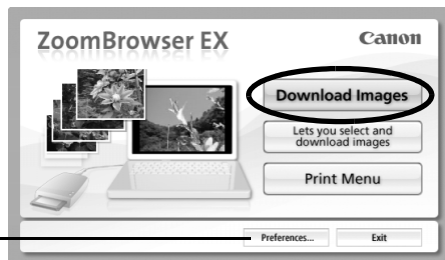 ZoomBrowser EX
Canon
Download Images
Lets you select and
download images
Print Menu
Preferences...
Exit